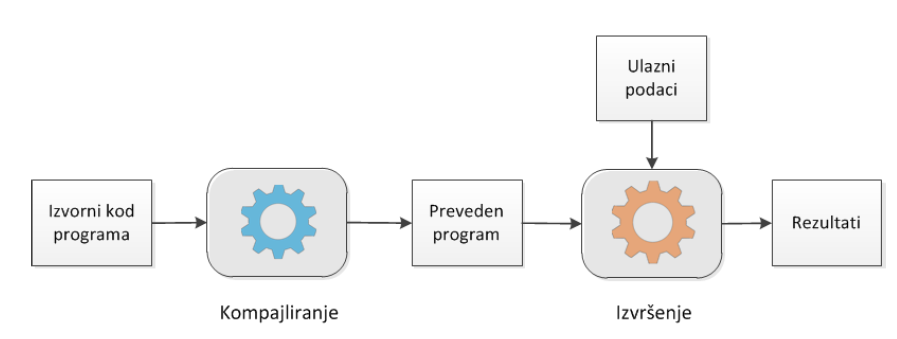 Ulazni
podaci
Izvorni kod
programa
Preveden
program
Rezultati
Kompajliranje
Izvršenje